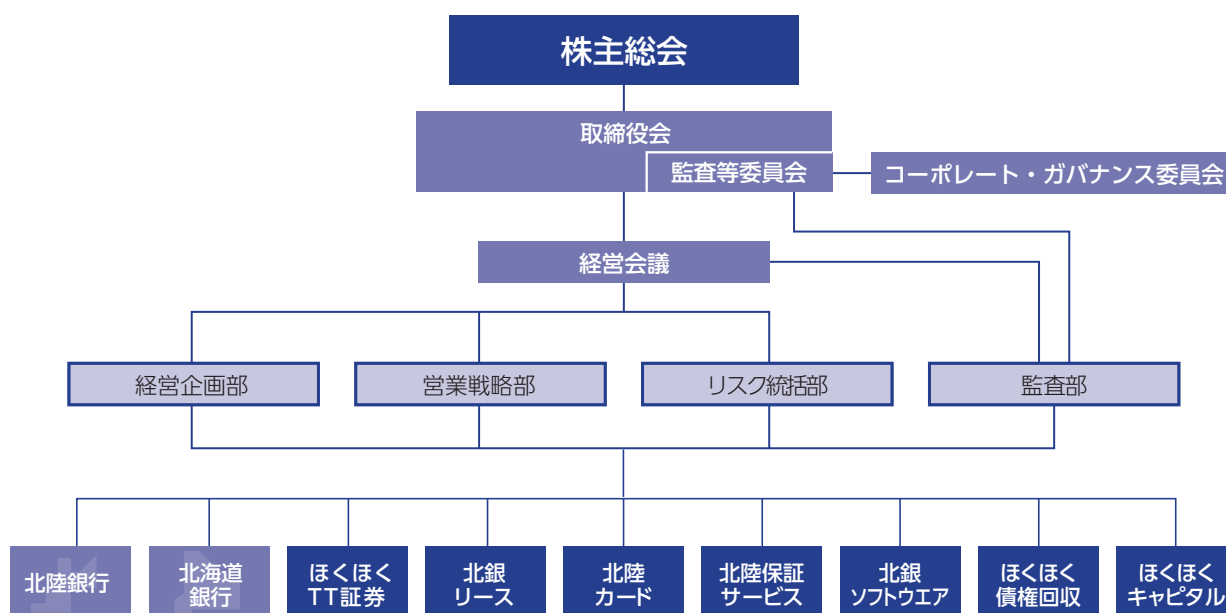 株主総会
取締役会
監査等委員会
コーポレート・ガバナンス委員会
経営会議
経営企画部
営業戦略部
リスク統括部
監査部
北陸銀行
北海道
銀行
ほくほく
TT証券
北銀
リース
北陸
カード
北陸保証
サービス
北銀
ソフトウエア
ほくほく
債権回収
ほくほく
キャピタル